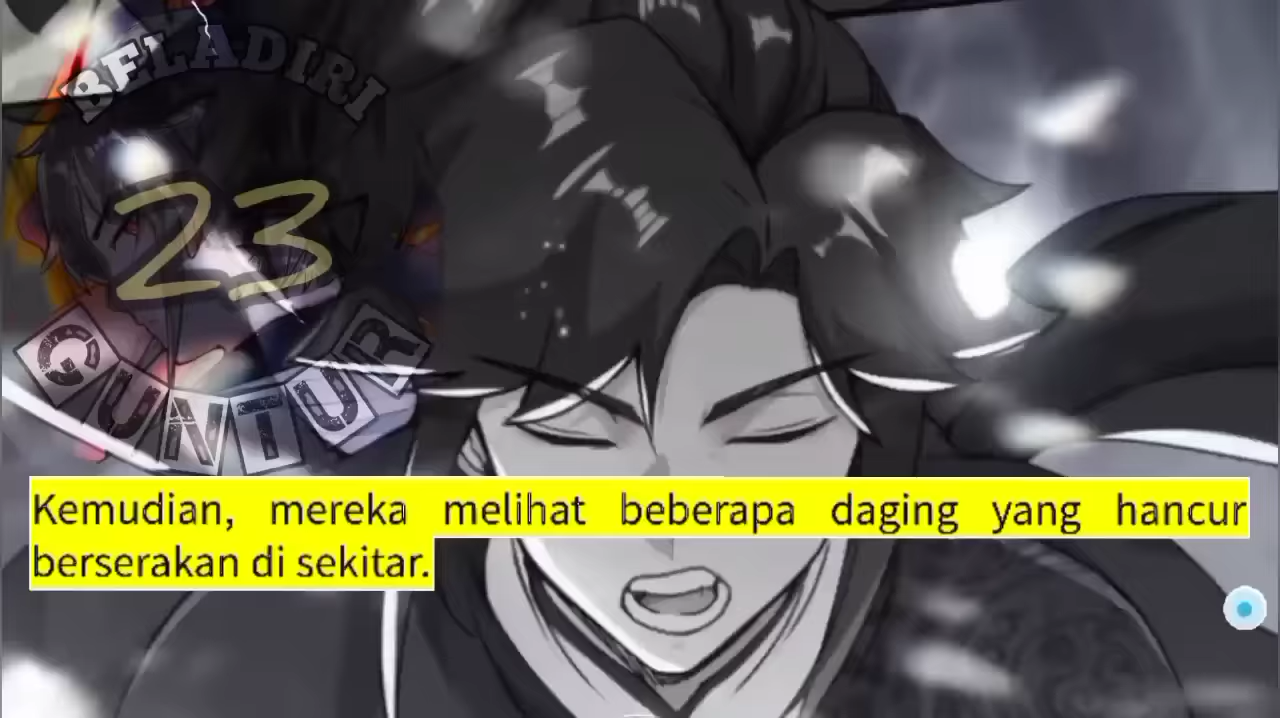 BELADIRI
23
GUNTUR
Kemudian, mereka melihat beberapa daging yang hancur
berserakan di sekitar.